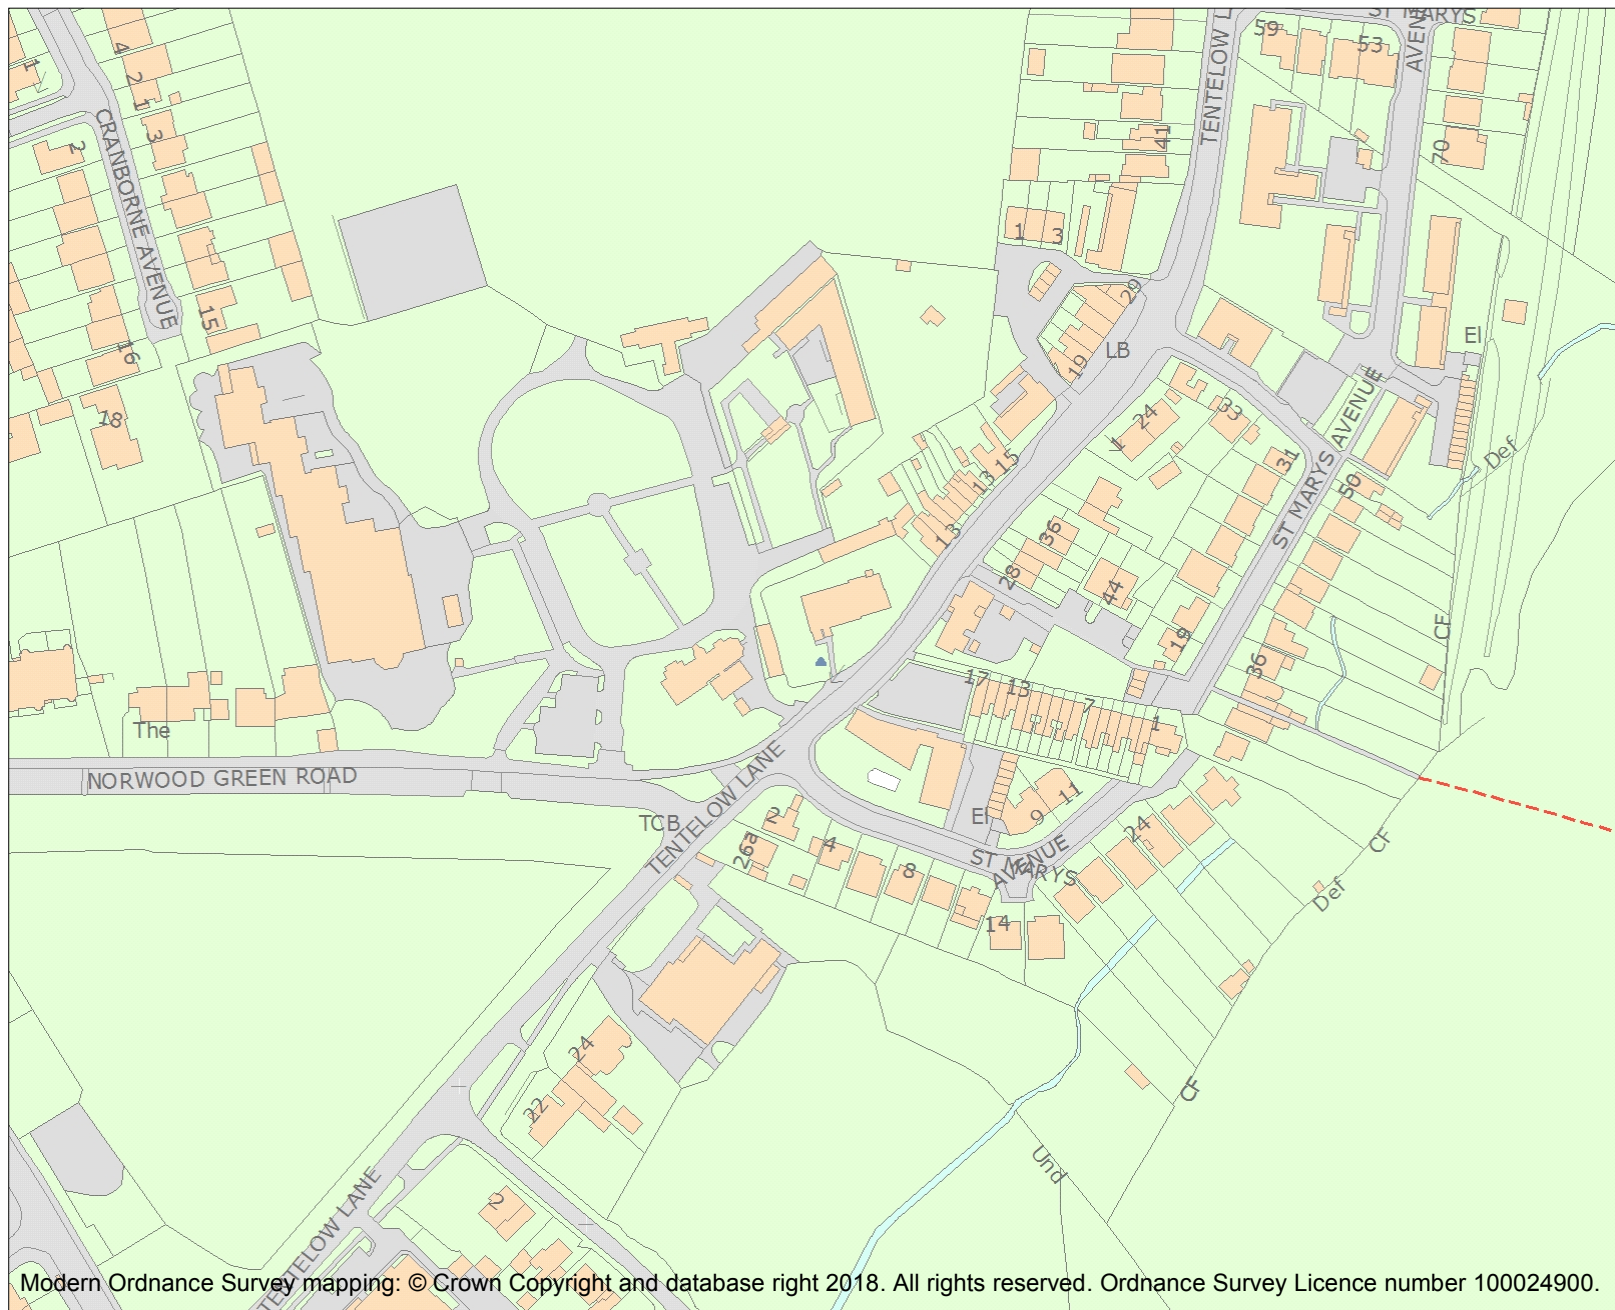 ST MARYS
59
53
AVEN
TENTELOW L
4
1
2
1
3
2
CRANBORNE AVENUE
41
70
1
3
15
16
29
19
LB
El
18
24
1
33
31
50
Def
ST MARYS AVENUE
15
13
13
36
28
44
19
36
CF
17
13
7
1
The
NORWOOD GREEN ROAD
TENTELOW LANE
TCB
2
26a
4
8
El
9
11
24
ST MARYS
AVENUE
14
CF
Def
24
22
CF
Und
2
TENTELOW LANE
Modern Ordnance Survey mapping: © Crown Copyright and database right 2018. All rights reserved. Ordnance Survey Licence number 100024900.